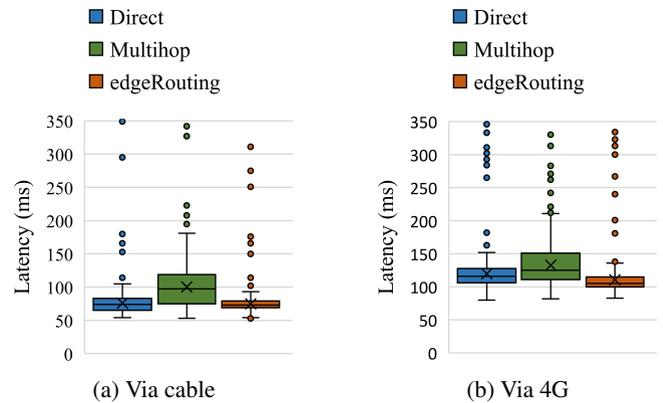 Direct
Multihop
edgeRouting
Latency (ms)
350
300
250
200
150
100
50
0
(a) Via cable
Direct
Multihop
edgeRouting
Latency (ms)
350
300
250
200
150
100
50
0
(b) Via 4G